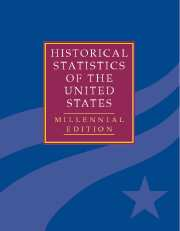 HISTORICAL
STATISTICS
OF THE
UNITED
STATES
MILLENNIAL
EDITION